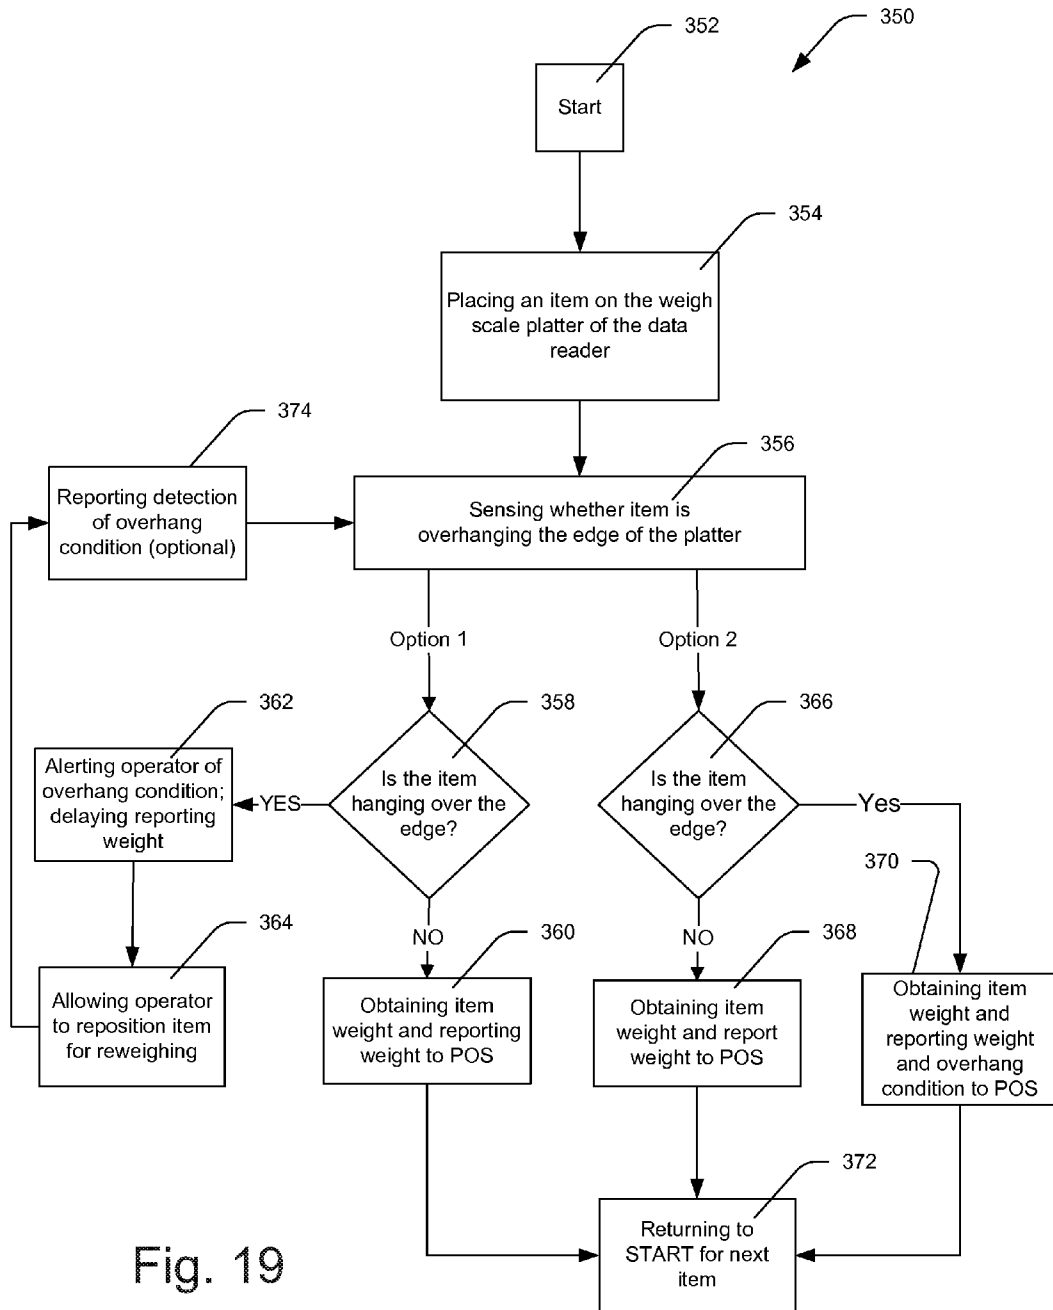 352
350
Start
354
Placing an item on the weigh
scale platter of the data
reader
374
356
Reporting detection
of overhang
condition (optional)
Sensing whether item is
overhanging the edge of the platter
Option 1
Option 2
362
358
366
Alerting operator of
overhang condition;
delaying reporting
weight
YES
Is the item
hanging over the
edge?
Is the item
hanging over the
edge?
Yes
370
364
NO
360
NO
368
Allowing operator
to reposition item
for reweighing
Obtaining item
weight and reporting
weight to POS
Obtaining item
weight and report
weight to POS
Obtaining item
weight and
reporting weight
and overhang
condition to POS
372
Returning to
START for next
item
Fig. 19